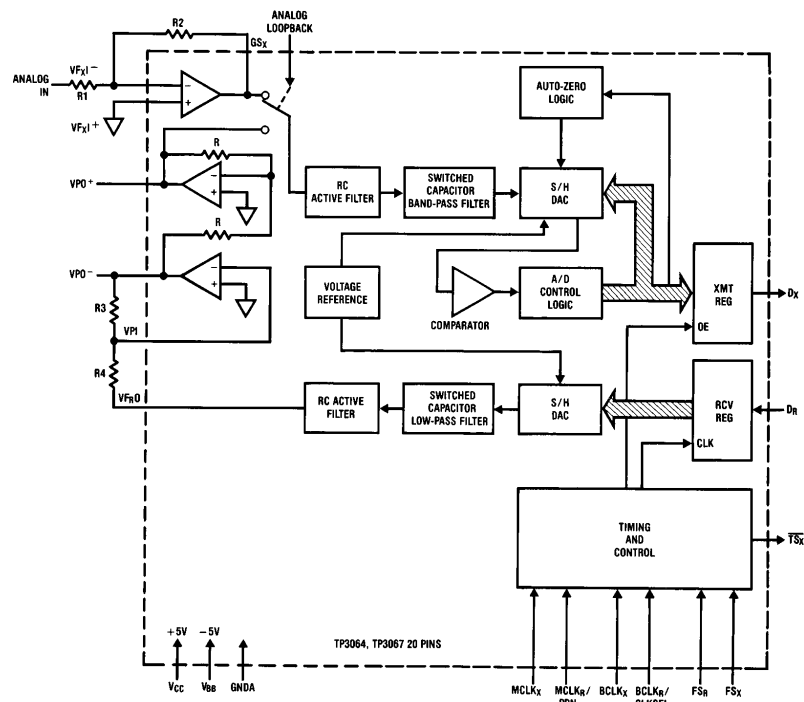 R2
GSX
ANALOG
LOOPBACK
VFXI−
ANALOG
IN
R1
−
+
VFXI+
AUTO-ZERO
LOGIC
R
VPO+
−
+
RC
ACTIVE FILTER
SWITCHED
CAPACITOR
BAND-PASS FILTER
S/H
DAC
R
VPO−
−
+
VOLTAGE
REFERENCE
COMPARATOR
A/D
CONTROL
LOGIC
XMT
REG
DX
OE
R3
VPI
R4
VFRO
RC ACTIVE
FILTER
SWITCHED
CAPACITOR
LOW-PASS FILTER
S/H
DAC
RCV
REG
DR
CLK
TIMING
AND
CONTROL
TSX
+5V
−5V
TP3064, TP3067 20 PINS
VCC
VBB
GNDA
MCLKX
MCLKR/
BCLKX
BCLKR/
FSR
FSX